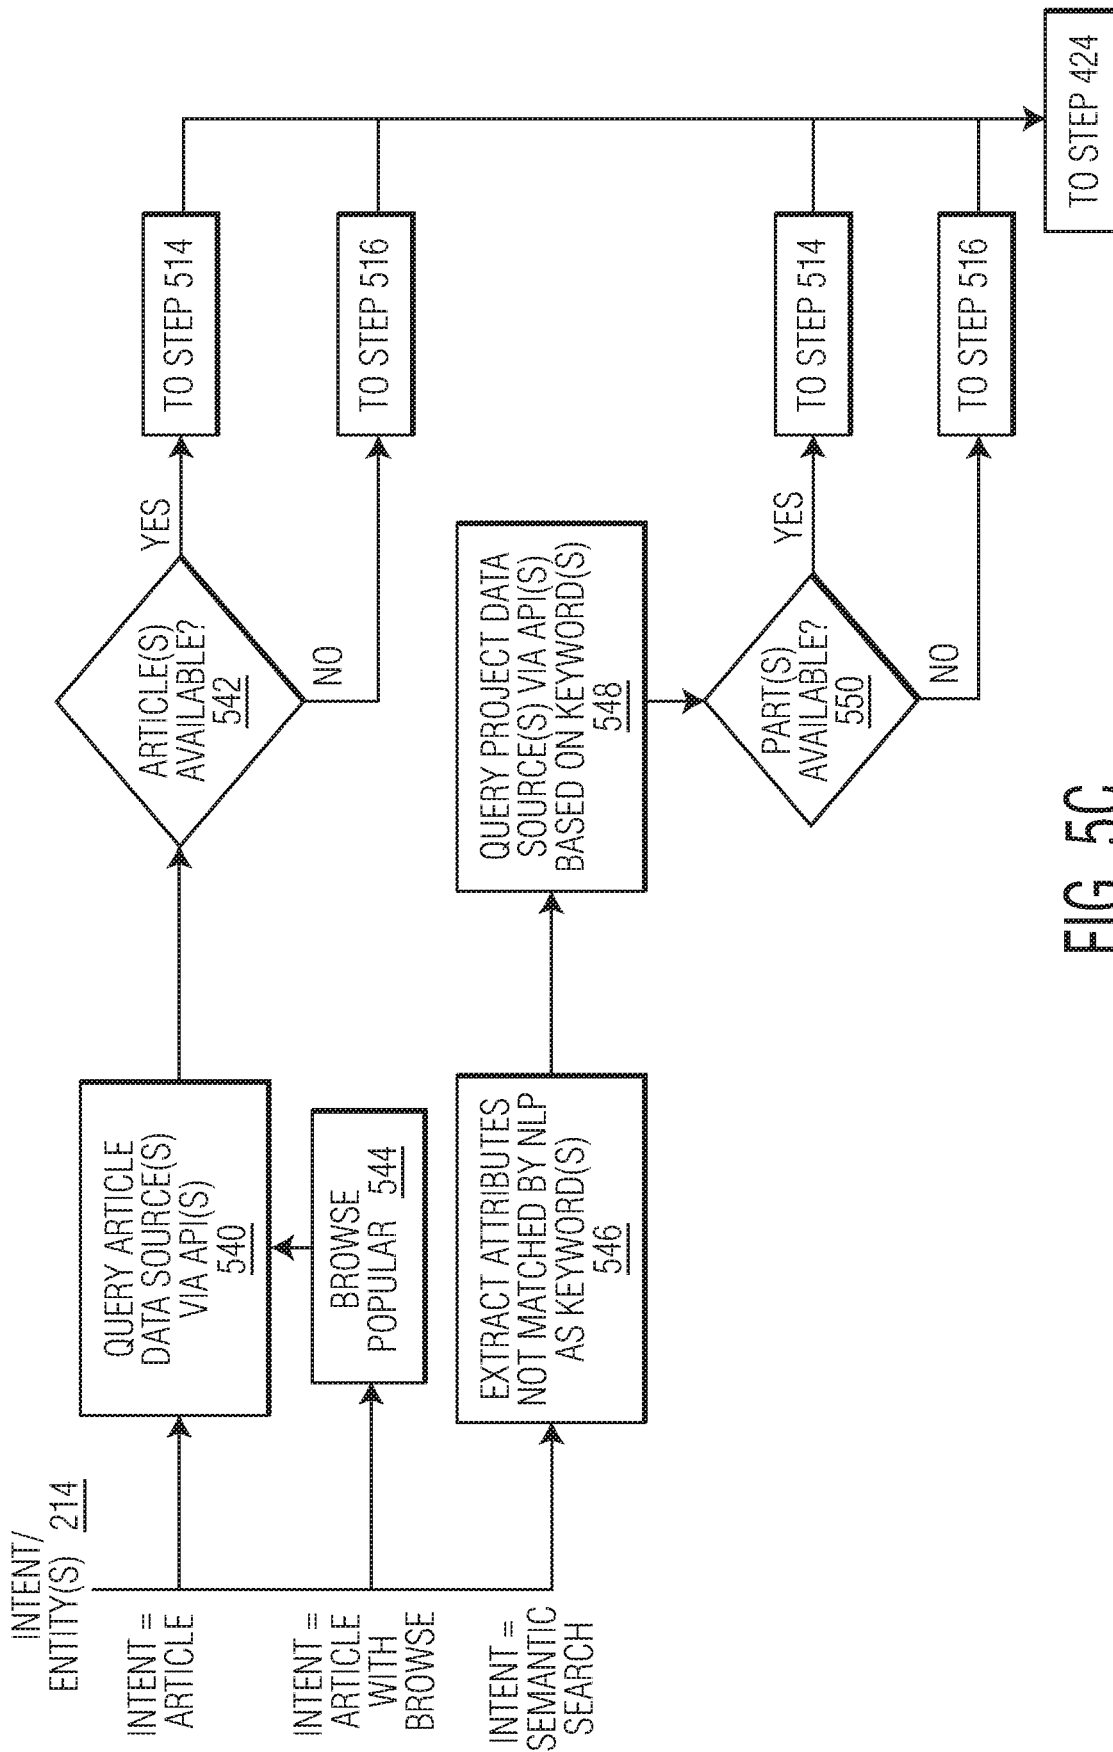 INTENT/
ENTITY(S) 214
INTENT =
ARTICLE
QUERY ARTICLE
DATA SOURCE(S)
VIA API(S)
540
ARTICLE(S)
AVAILABLE?
542
YES
TO STEP 514
NO
TO STEP 516
INTENT =
ARTICLE
WITH
BROWSE
BROWSE
POPULAR 544
INTENT =
SEMANTIC
SEARCH
EXTRACT ATTRIBUTES
NOT MATCHED BY NLP
AS KEYWORD(S)
546
QUERY PROJECT DATA
SOURCE(S) VIA API(S)
BASED ON KEYWORD(S)
548
PART(S)
AVAILABLE?
550
YES
TO STEP 514
NO
TO STEP 516
TO STEP 424
FIG. 5C